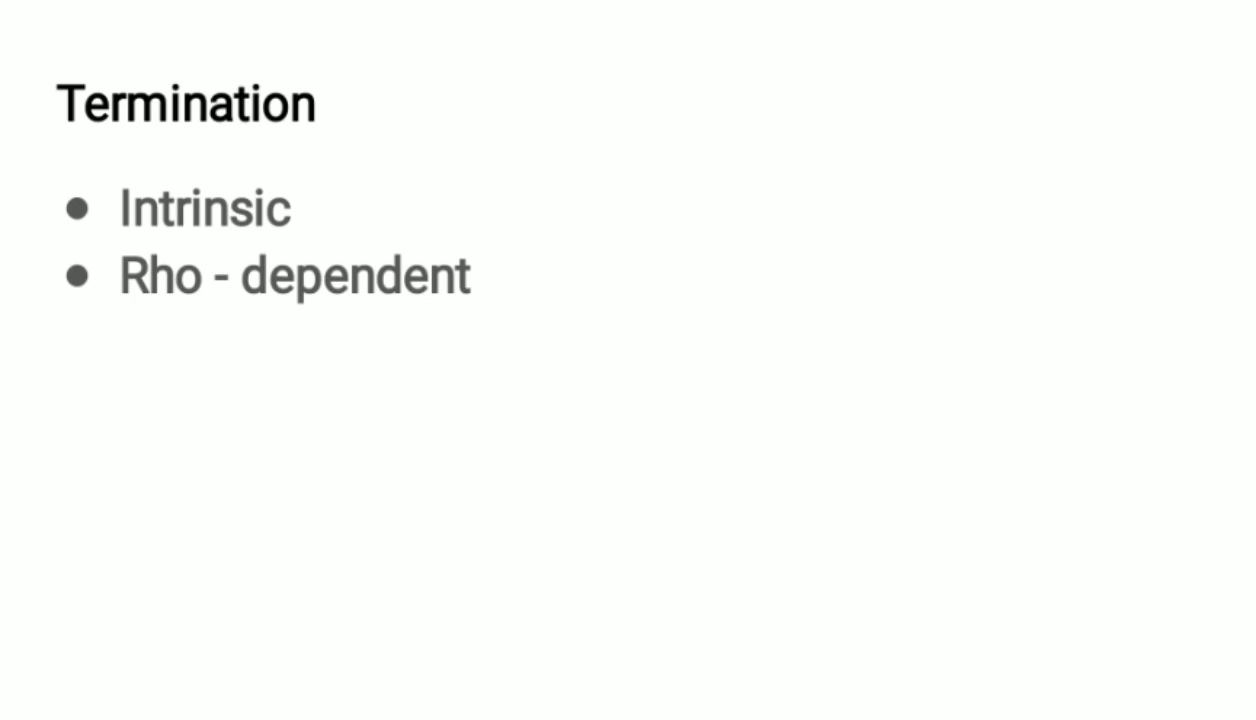 Termination
● Intrinsic
● Rho - dependent